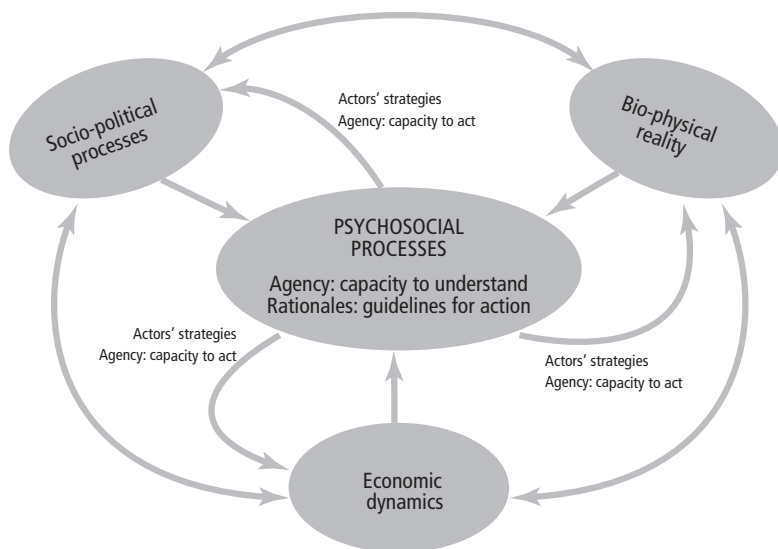 Actors’ strategies
Agency: capacity to act
Socio-political
processes
Bio-physical
reality
PSYCHOSOCIAL
PROCESSES
Agency: capacity to understand
Rationales: guidelines for action
Actors’ strategies
Agency: capacity to act
Actors’ strategies
Agency: capacity to act
Economic
dynamics